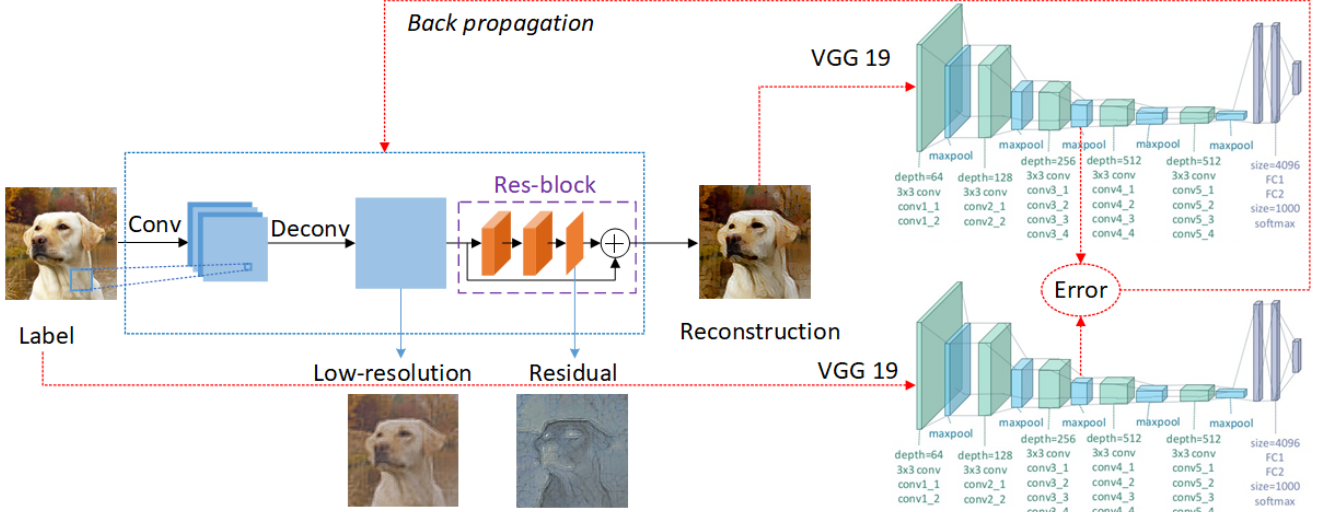 Back propagation
VGG 19
maxpool
maxpool
maxpool
maxpool
maxpool
depth=64
3x3 conv
conv1_1
conv1_2
depth=128
3x3 conv
conv2_1
conv2_2
depth=256
3x3 conv
conv3_1
conv3_2
conv3_3
conv3_4
depth=512
3x3 conv
conv4_1
conv4_2
conv4_3
conv4_4
depth=512
3x3 conv
conv5_1
conv5_2
conv5_3
conv5_4
size=4096
FC1
FC2
size=1000
softmax
Res-block
Conv
Deconv
Label
Reconstruction
Error
Low-resolution
Residual
VGG 19
maxpool
maxpool
maxpool
maxpool
maxpool
depth=64
3x3 conv
conv1_1
conv1_2
depth=128
3x3 conv
conv2_1
conv2_2
depth=256
3x3 conv
conv3_1
conv3_2
conv3_3
conv3_4
depth=512
3x3 conv
conv4_1
conv4_2
conv4_3
conv4_4
depth=512
3x3 conv
conv5_1
conv5_2
conv5_3
conv5_4
size=4096
FC1
FC2
size=1000
softmax